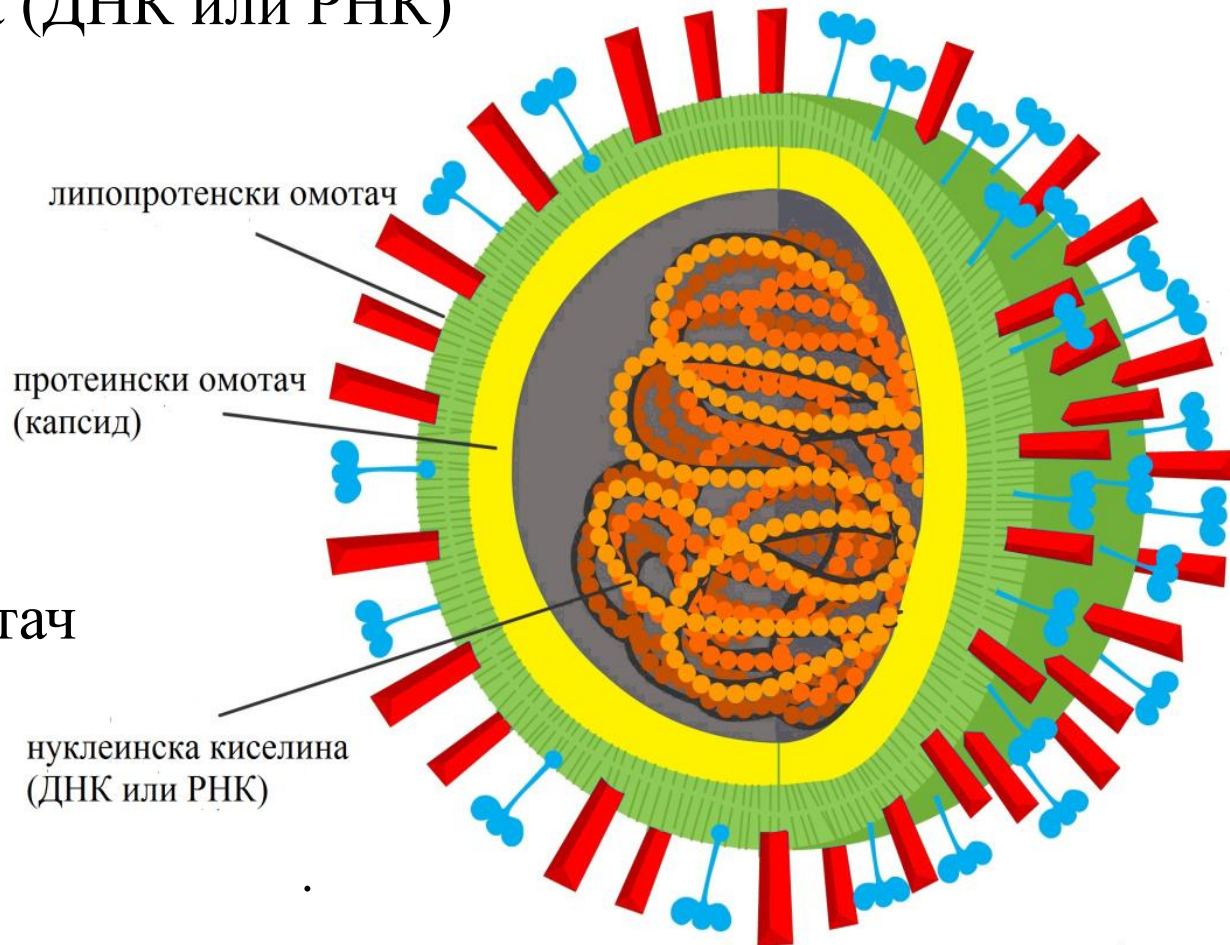 (ДНК или РНК)
липопротенски омотач
протеински омотач
(капсид)
тач
нуклеинска киселина
(ДНК или РНК)
.